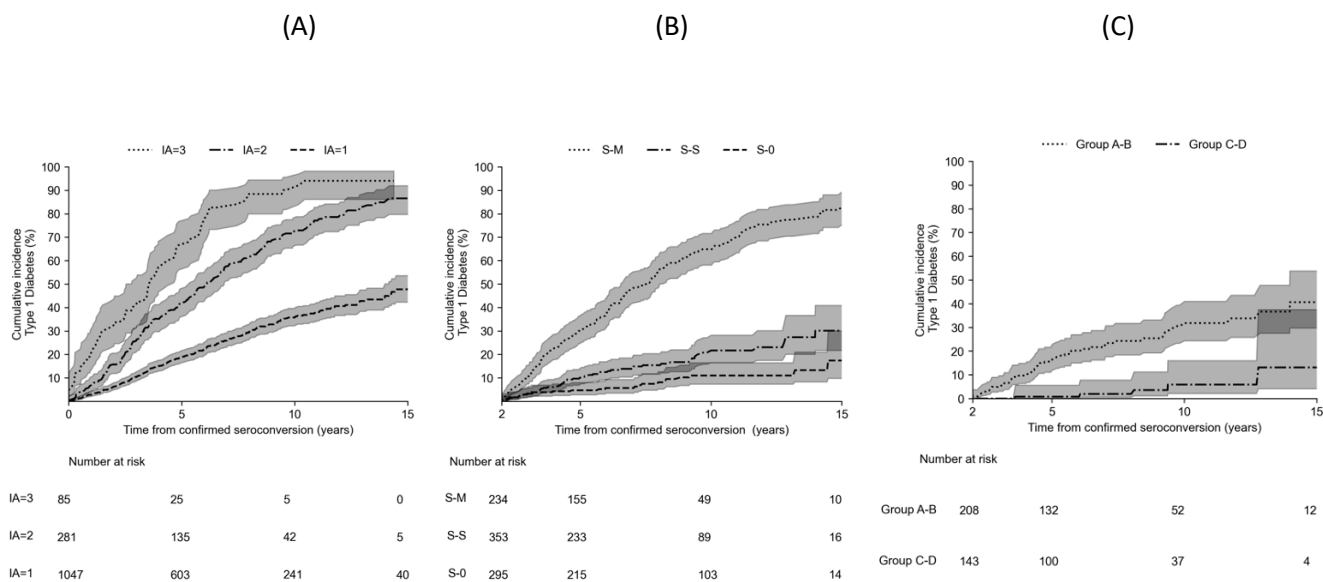 (A)
(B)
(C)
IA=3 IA=2 IA=1
Cumulative incidence
Type 1 Diabetes (%)
100
90
80
70
60
50
40
30
20
10
0 5 10 15
Time from confirmed seroconversion (years)
Number at risk
IA=3 85 25 5 0
IA=2 281 135 42 5
IA=1 1047 603 241 40
S-M S-S S-0
Cumulative incidence
Type 1 Diabetes (%)
100
90
80
70
60
50
40
30
20
10
2 5 10 15
Time from confirmed seroconversion (years)
Number at risk
S-M 234 155 49 10
S-S 353 233 89 16
S-0 295 215 103 14
Group A-B Group C-D
Cumulative incidence
Type 1 Diabetes (%)
100
90
80
70
60
50
40
30
20
10
0
2 5 10 15
Time from confirmed seroconversion (years)
Number at risk
Group A-B 208 132 52 12
Group C-D 143 100 37 4